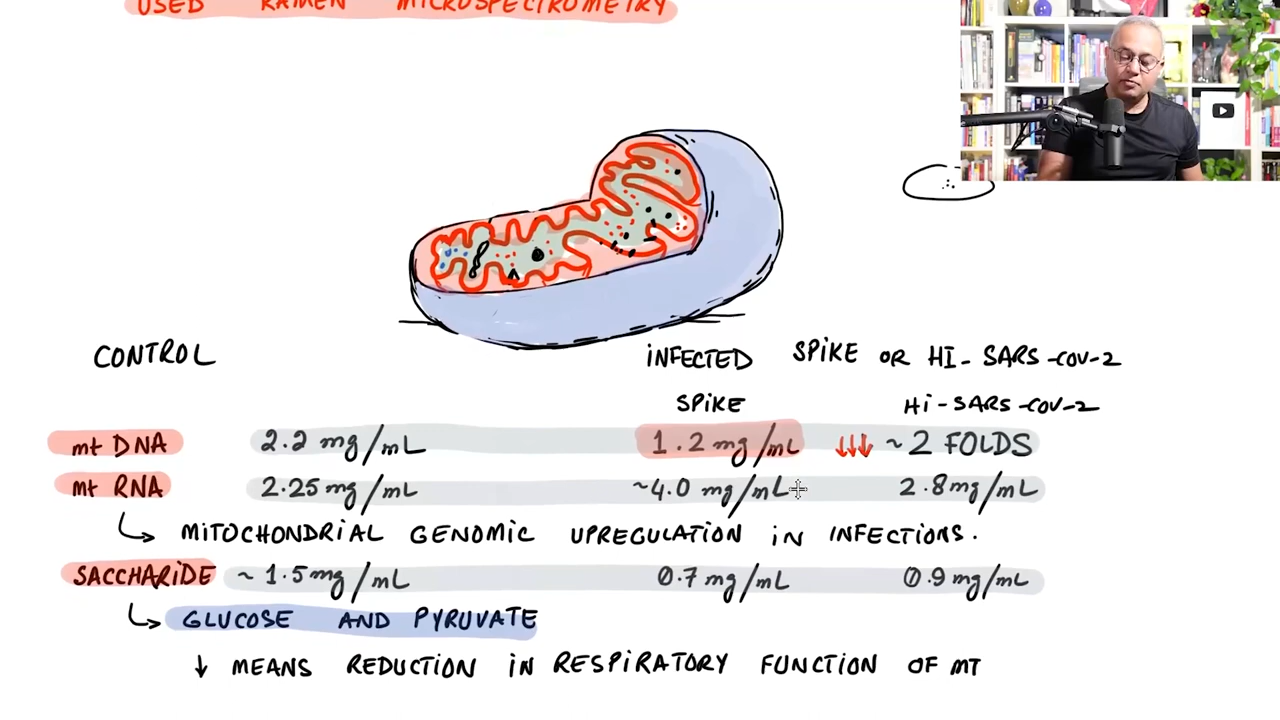 USED RAMEN MICROSPECTROMETRY
CONTROL INFECTED SPIKE OR HI-SARS-COV-2
SPIKE Hi-SARS-COV-2
mt DNA 2.2 mg/mL 1.2 mg/mL ↓↓↓ ~2 FOLDS
mt RNA 2.25 mg/mL ~4.0 mg/mL 2.8 mg/mL
↳ MITOCHONDRIAL GENOMIC UPREGULATION IN INFECTIONS.
SACCHARIDE ~ 1.5 mg/mL 0.7 mg/mL 0.9 mg/mL
↳ GLUCOSE AND PYRUVATE
↓ MEANS REDUCTION IN RESPIRATORY FUNCTION OF MT